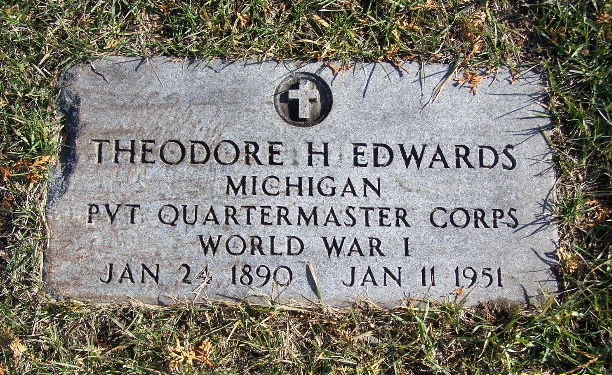 THEODORE H EDWARDS
MICHIGAN
PVT QUARTERMASTER CORPS
WORLD WAR I
JAN 24 1890 JAN 11 1951